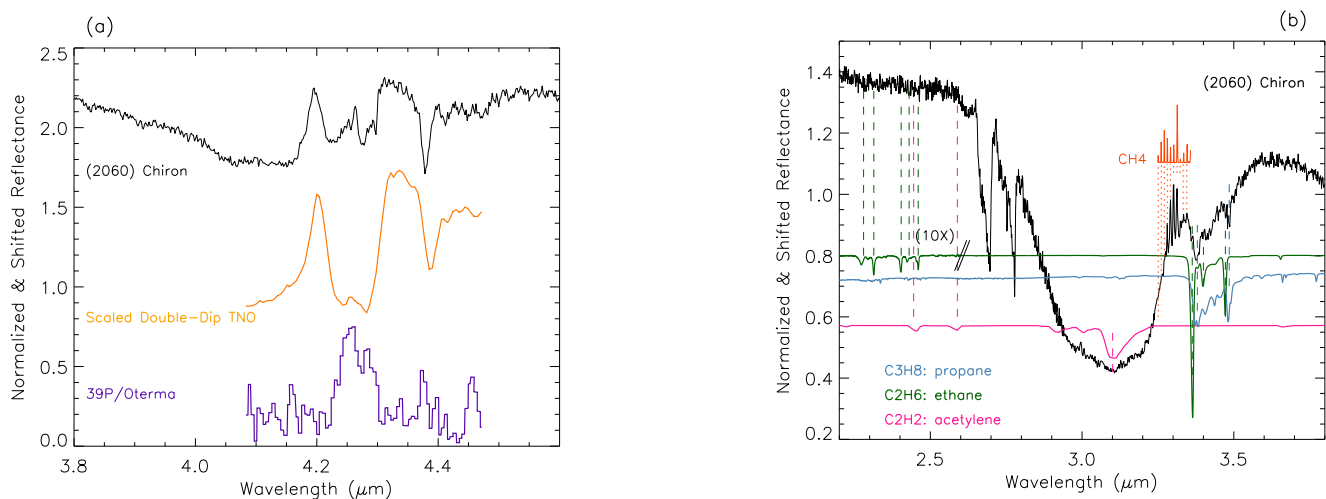 (a)
2.5
2.0
1.5
1.0
0.5
0.0
Normalized & Shifted Reflectance
(2060) Chiron
Scaled Double-Dip TNO
39P/Oterma
3.8
4.0
4.2
4.4
Wavelength (μm)
(b)
1.4
1.2
1.0
0.8
0.6
0.4
0.2
Normalized & Shifted Reflectance
(2060) Chiron
CH4
(10X)
C3H8: propane
C2H6: ethane
C2H2: acetylene
2.5
3.0
3.5
Wavelength (μm)